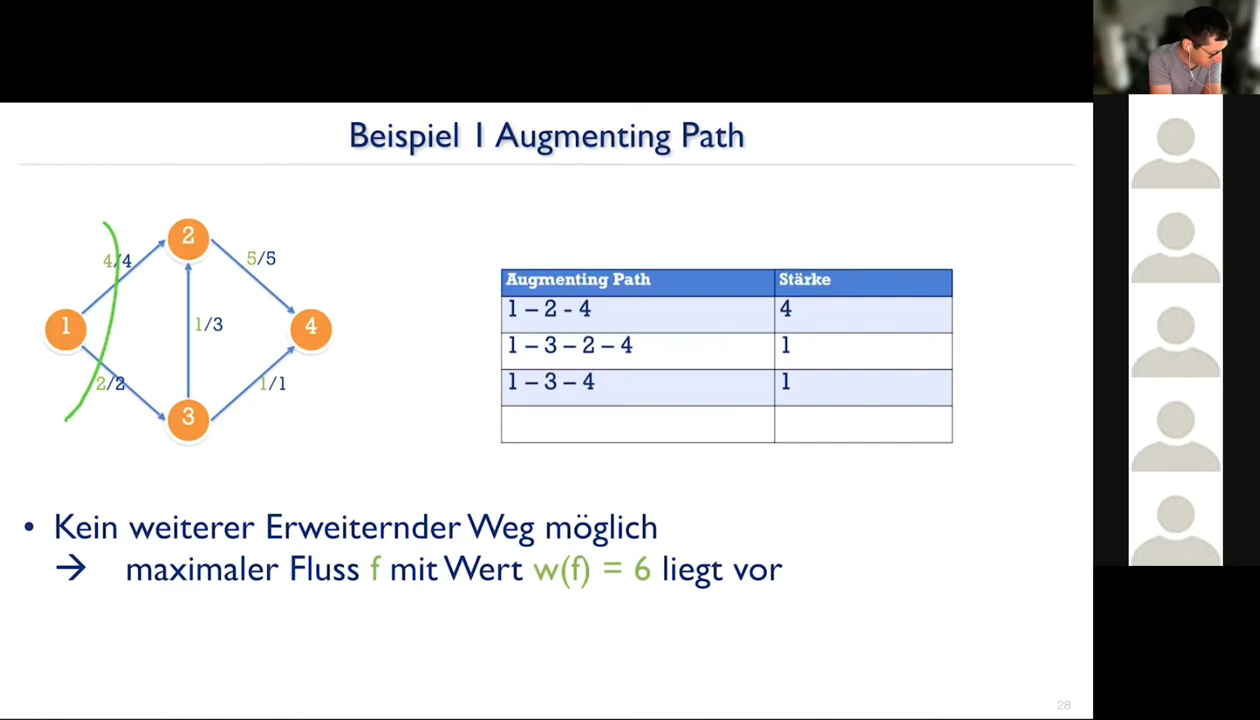 Beispiel 1 Augmenting Path
2
4/4
5/5
1
1/3
4
2/2
1/1
3
Augmenting Path Stärke
1 – 2 - 4 4
1 – 3 – 2 – 4 1
1 – 3 – 4 1
• Kein weiterer Erweiternder Weg möglich
→ maximaler Fluss f mit Wert w(f) = 6 liegt vor
28